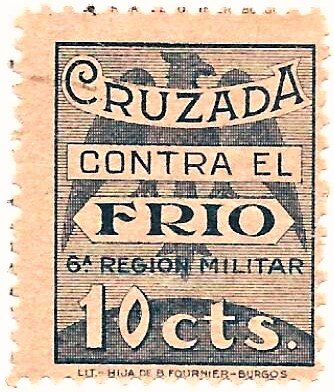 CRUZADA
CONTRA EL
FRIO
6ª REGION MILITAR
10 cts.
LIT.- HIJA DE B. FOURNIER-BURGOS